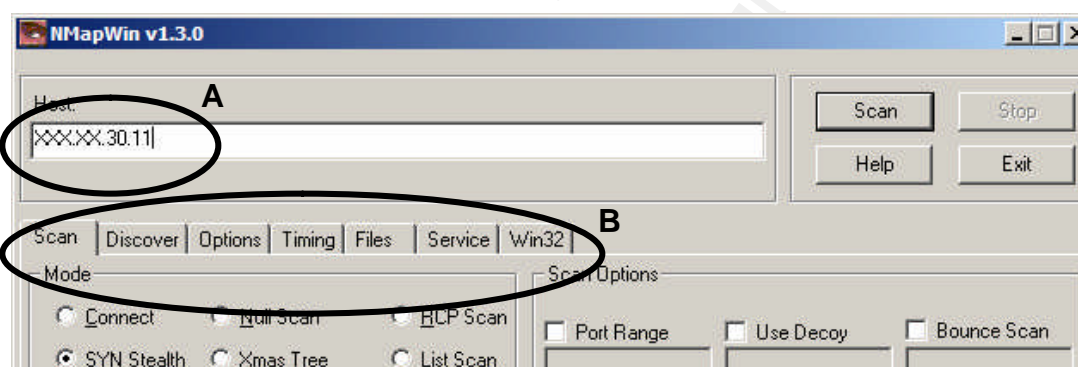 NMapWin v1.3.0
Host: A
XXX.XX.30.11
Scan Stop
Help Exit
B
Scan Discover Options Timing Files Service Win32
Mode Scan Options
Connect Null Scan RCP Scan
Port Range Use Decoy Bounce Scan
SYN Stealth Xmas Tree List Scan